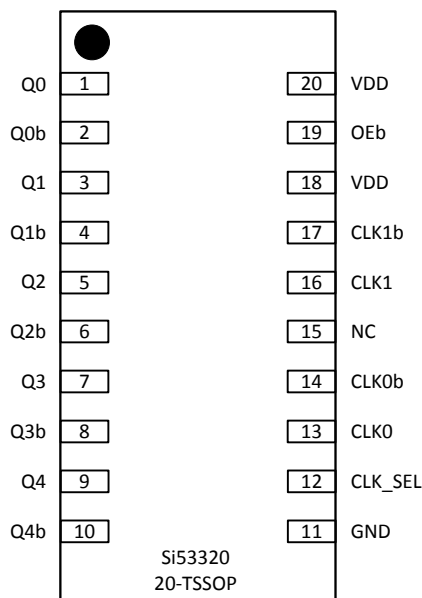 Q0 1 20 VDD
Q0b 2 19 OEb
Q1 3 18 VDD
Q1b 4 17 CLK1b
Q2 5 16 CLK1
Q2b 6 15 NC
Q3 7 14 CLK0b
Q3b 8 13 CLK0
Q4 9 12 CLK_SEL
Q4b 10 11 GND
Si53320
20-TSSOP